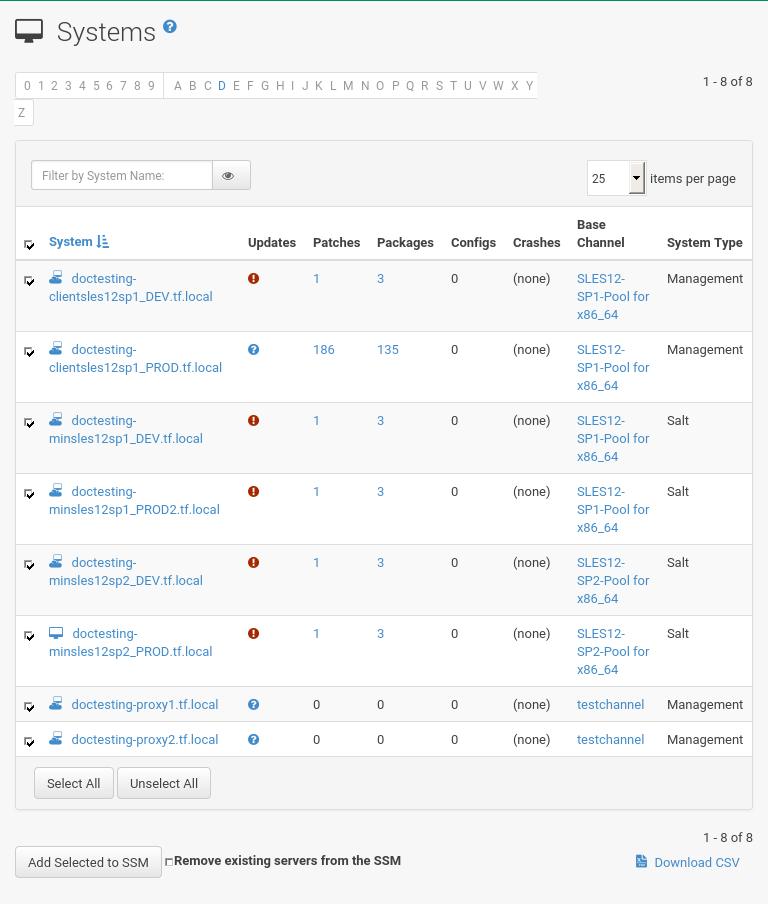 Systems ?
0 1 2 3 4 5 6 7 8 9 A B C D E F G H I J K L M N O P Q R S T U V W X Y
Z
1 - 8 of 8
Filter by System Name:
25 items per page
System Updates Patches Packages Configs Crashes Base Channel System Type
doctesting-
clientsles12sp1_DEV.tf.local ! 1 3 0 (none) SLES12-
SP1-Pool for
x86_64 Management
doctesting-
clientsles12sp1_PROD.tf.local ? 186 135 0 (none) SLES12-
SP1-Pool for
x86_64 Management
doctesting-
minsles12sp1_DEV.tf.local ! 1 3 0 (none) SLES12-
SP1-Pool for
x86_64 Salt
doctesting-
minsles12sp1_PROD2.tf.local ! 1 3 0 (none) SLES12-
SP1-Pool for
x86_64 Salt
doctesting-
minsles12sp2_DEV.tf.local ! 1 3 0 (none) SLES12-
SP2-Pool for
x86_64 Salt
doctesting-
minsles12sp2_PROD.tf.local ! 1 3 0 (none) SLES12-
SP2-Pool for
x86_64 Salt
doctesting-proxy1.tf.local ? 0 0 0 (none) testchannel Management
doctesting-proxy2.tf.local ? 0 0 0 (none) testchannel Management
Select All Unselect All
1 - 8 of 8
Add Selected to SSM Remove existing servers from the SSM Download CSV